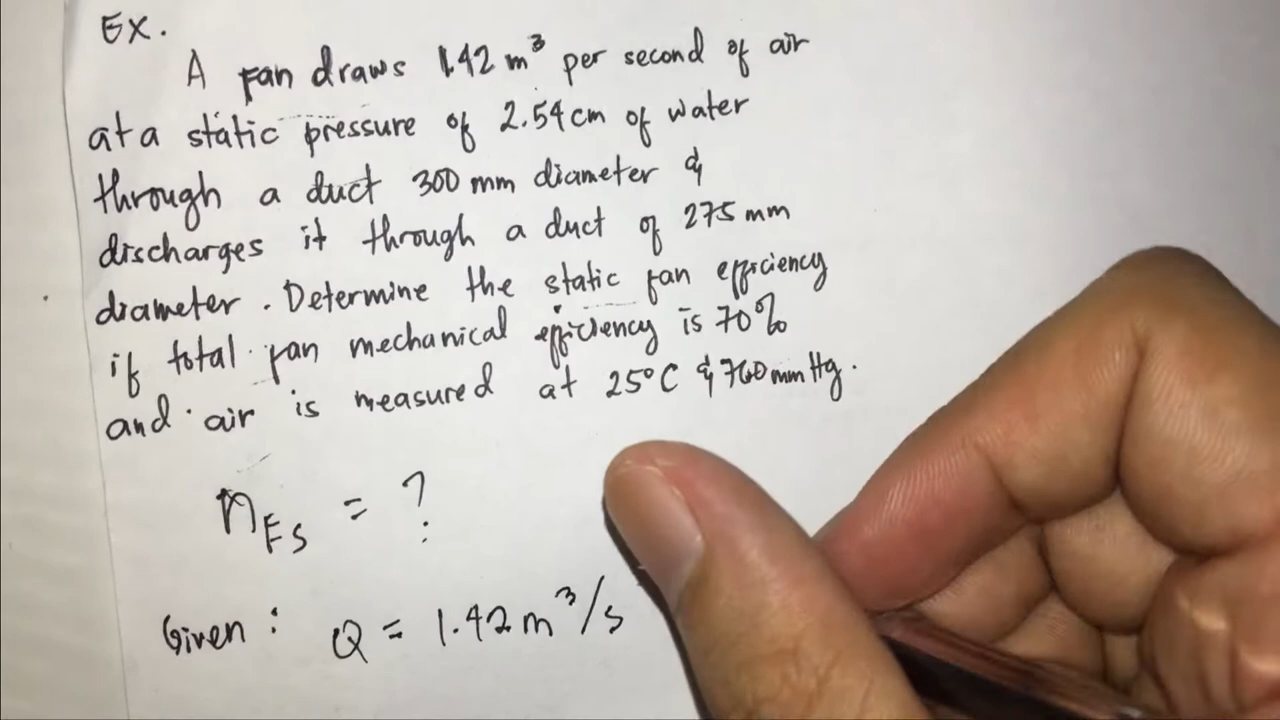 EX.
A Fan draws 1.42 m³ per second of air
at a static pressure of 2.54 cm of water
through a duct 300 mm diameter &
discharges it through a duct of 275 mm
diameter. Determine the static fan efficiency
if total fan mechanical efficiency is 70%
and air is measured at 25°C & 760 mm Hg.
η_FS = ?
Given : Q = 1.42 m³/s